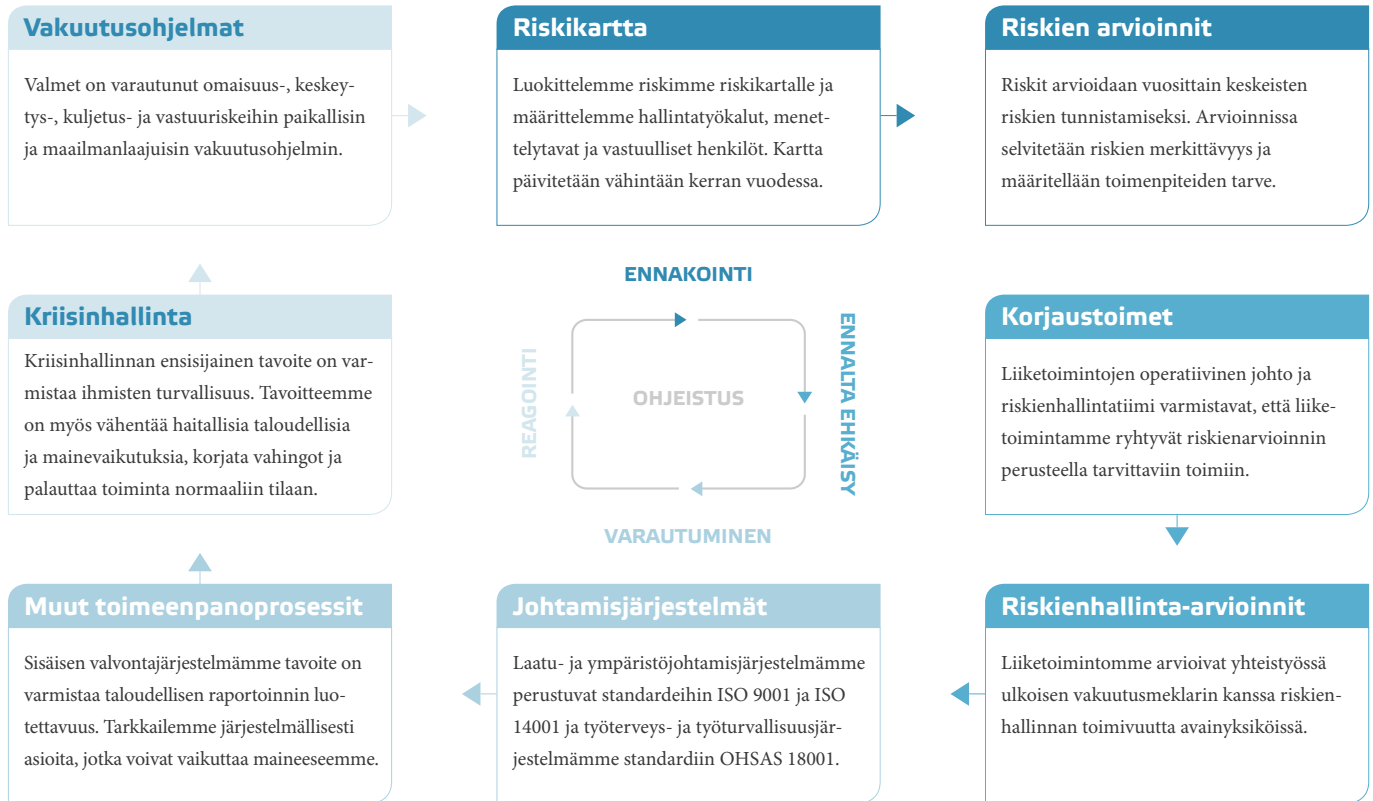 Vakuutusohjelmat
Valmet on varautunut omaisuus-, keskey-
tys-, kuljetus- ja vastuuriskeihin paikallisin
ja maailmanlaajuisin vakuutusohjelmin.
Riskikartta
Luokittelemme riskimme riskikartalle ja
määrittelemme hallintatyökalut, menet-
telytavat ja vastuulliset henkilöt. Kartta
päivitetään vähintään kerran vuodessa.
Riskien arvioinnit
Riskit arvioidaan vuosittain keskeisten
riskien tunnistamiseksi. Arvioinnissa
selvitetään riskien merkittävyys ja
määritellään toimenpiteiden tarve.
Kriisinhallinta
Kriisinhallinnan ensisijainen tavoite on var-
mistaa ihmisten turvallisuus. Tavoitteemme
on myös vähentää haitallisia taloudellisia
ja mainevaikutuksia, korjata vahingot ja
palauttaa toiminta normaaliin tilaan.
ENNAKOINTI
REAGOINTI
OHJEISTUS
ENNALTA EHKÄISY
VARAUTUMINEN
Korjaustoimet
Liiketoimintojen operatiivinen johto ja
riskienhallintatiimi varmistavat, että liike-
toimintamme ryhtyvät riskienarvioinnin
perusteella tarvittaviin toimiin.
Muut toimeenpanoprosessit
Sisäisen valvontajärjestelmämme tavoite on
varmistaa taloudellisen raportoinnin luo-
tettavuus. Tarkkailemme järjestelmällisesti
asioita, jotka voivat vaikuttaa maineeseemme.
Johtamisjärjestelmät
Laatu- ja ympäristöjohtamisjärjestelmämme
perustuvat standardeihin ISO 9001 ja ISO
14001 ja työterveys- ja työturvallisuusjär-
jestelmämme standardiin OHSAS 18001.
Riskienhallinta-arvioinnit
Liiketoimintomme arvioivat yhteistyössä
ulkoisen vakuutusmeklarin kanssa riskien-
hallinnan toimivuutta avainyksiköissä.